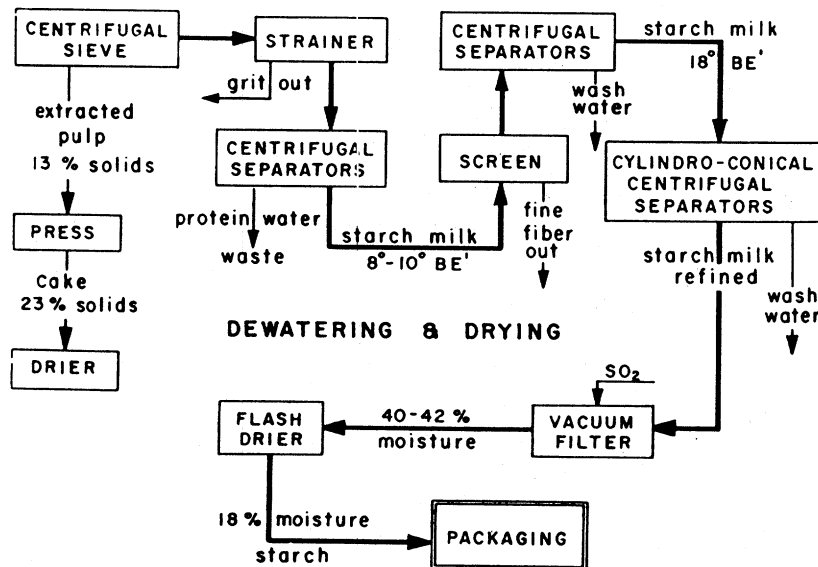 CENTRIFUGAL
SIEVE
STRAINER
grit out
extracted
pulp
13 % solids
PRESS
Cake
23 % solids
DRIER
CENTRIFUGAL
SEPARATORS
protein water
waste
starch milk
8°-10° BE'
SCREEN
fine
fiber
out
CENTRIFUGAL
SEPARATORS
wash
water
starch milk
18° BE'
CYLINDRO-CONICAL
CENTRIFUGAL
SEPARATORS
starch milk
refined
wash
water
DEWATERING & DRYING
SO₂
VACUUM
FILTER
40-42 %
moisture
FLASH
DRIER
18 % moisture
starch
PACKAGING